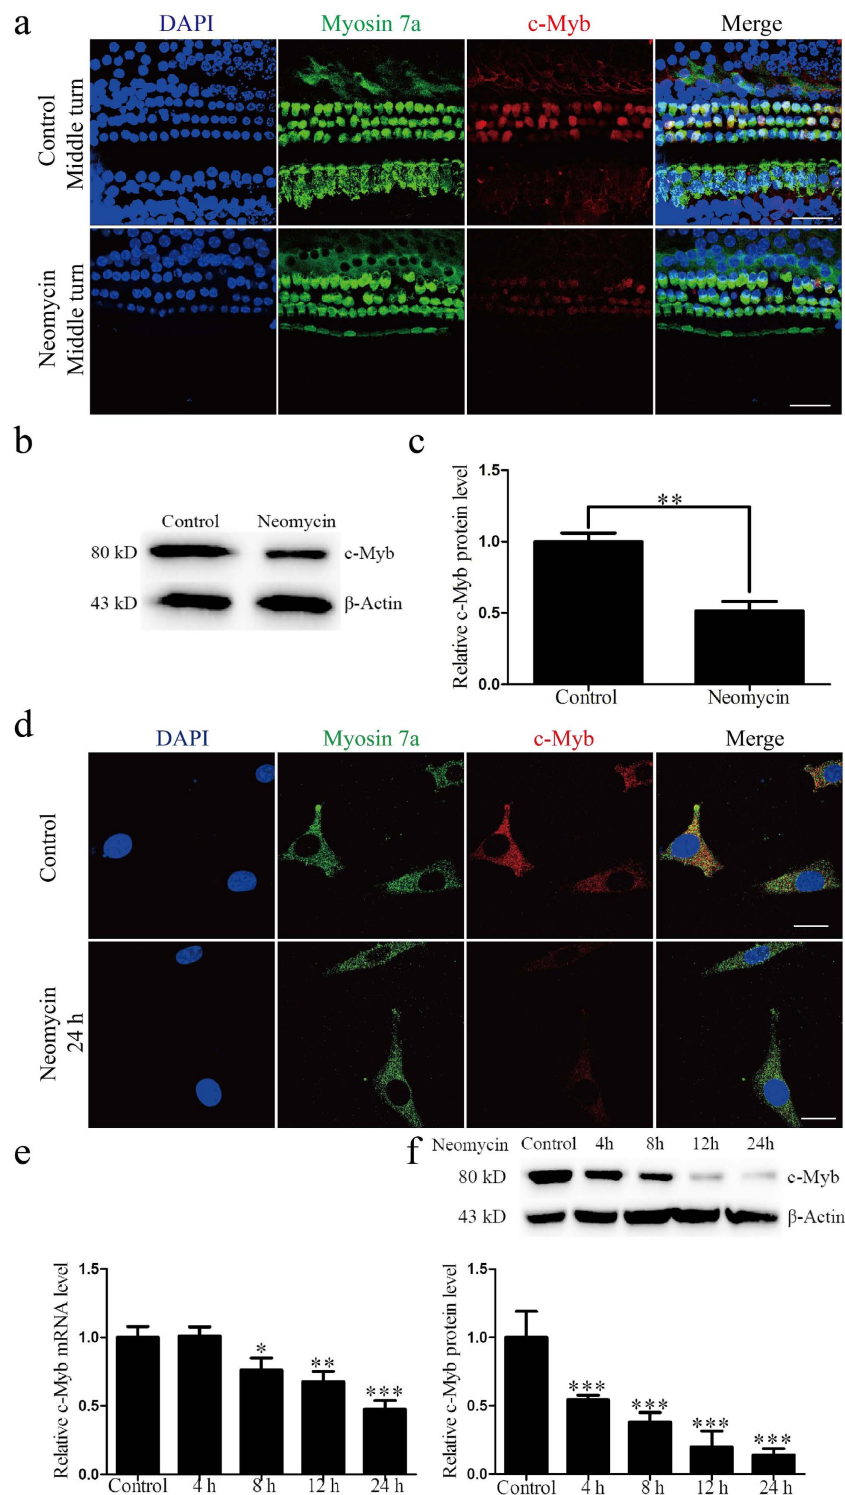 a
DAPI Myosin 7a c-Myb Merge
Control
Middle turn
Neomycin
Middle turn
b
Control Neomycin
80 kD c-Myb
43 kD β-Actin
c
Relative c-Myb protein level
1.5
1.0
0.5
0.0
**
Control Neomycin
d
DAPI Myosin 7a c-Myb Merge
Control
Neomycin
24 h
e
Relative c-Myb mRNA level
1.5
1.0
0.5
0.0
*
**
***
Control 4 h 8 h 12 h 24 h
f
Neomycin Control 4h 8h 12h 24h
80 kD c-Myb
43 kD β-Actin
Relative c-Myb protein level
1.5
1.0
0.5
0.0
***
***
***
***
Control 4 h 8 h 12 h 24 h